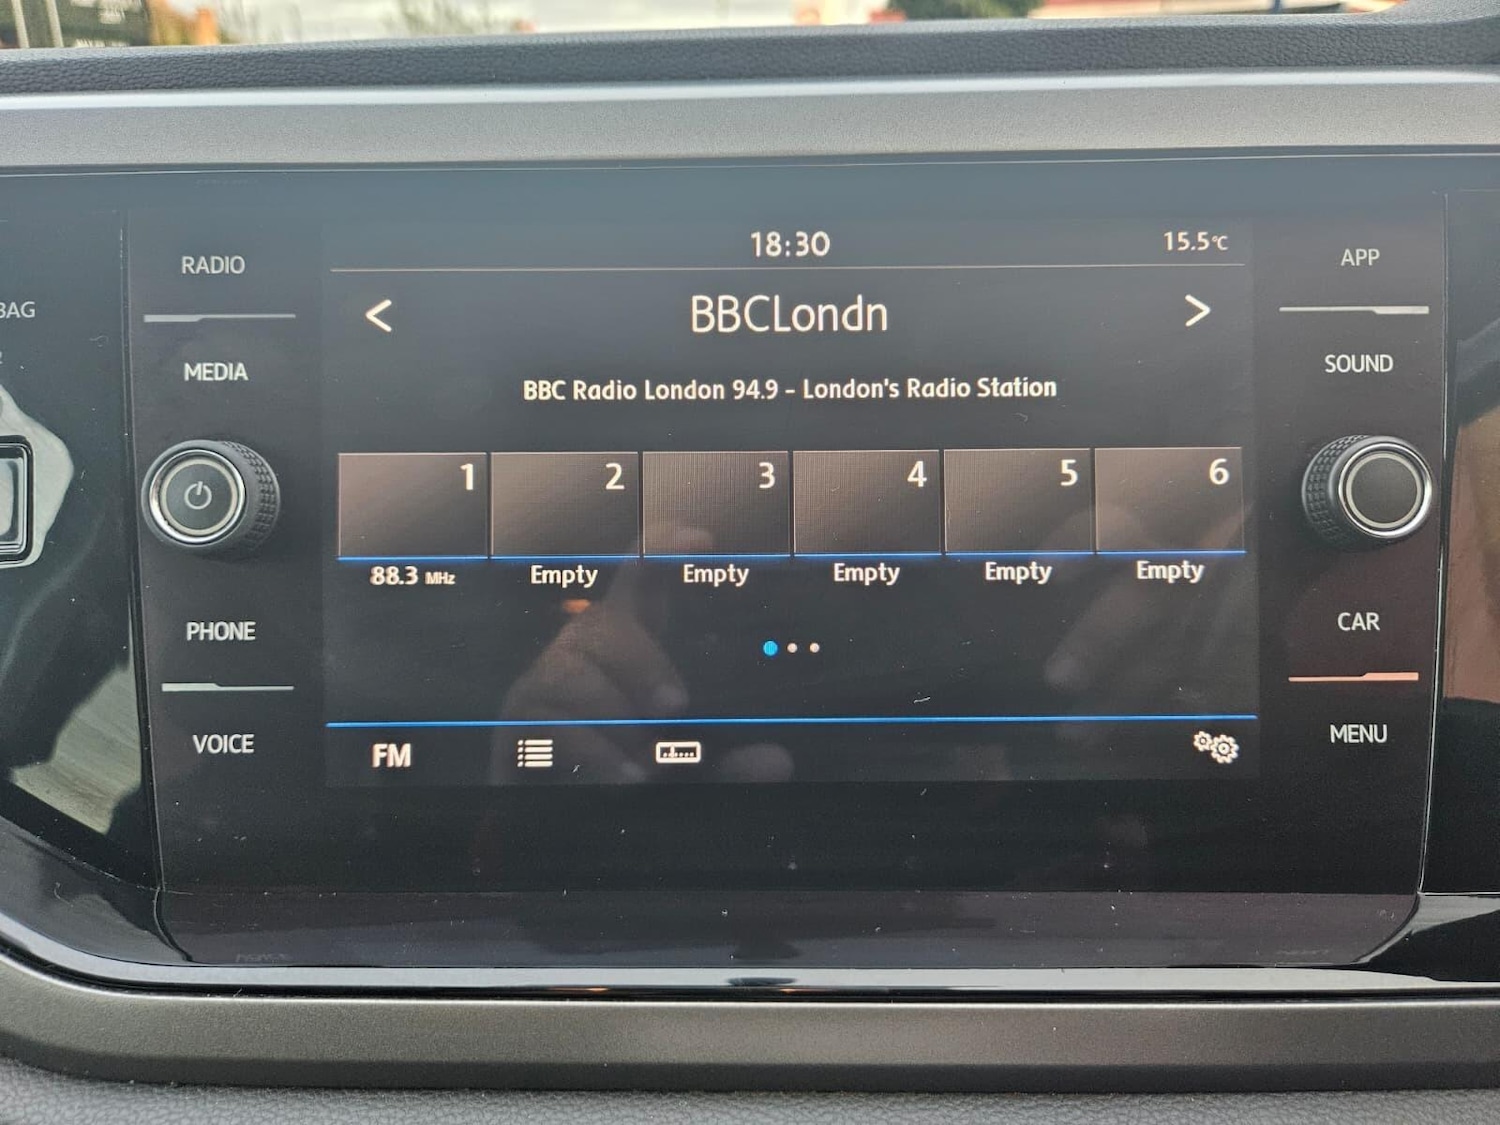 18:30
15.5°C
RADIO
APP
BAG
< BBCLondn >
MEDIA
SOUND
BBC Radio London 94.9 - London's Radio Station
1 2 3 4 5 6
88.3 MHz Empty Empty Empty Empty Empty
PHONE
CAR
VOICE
MENU
FM